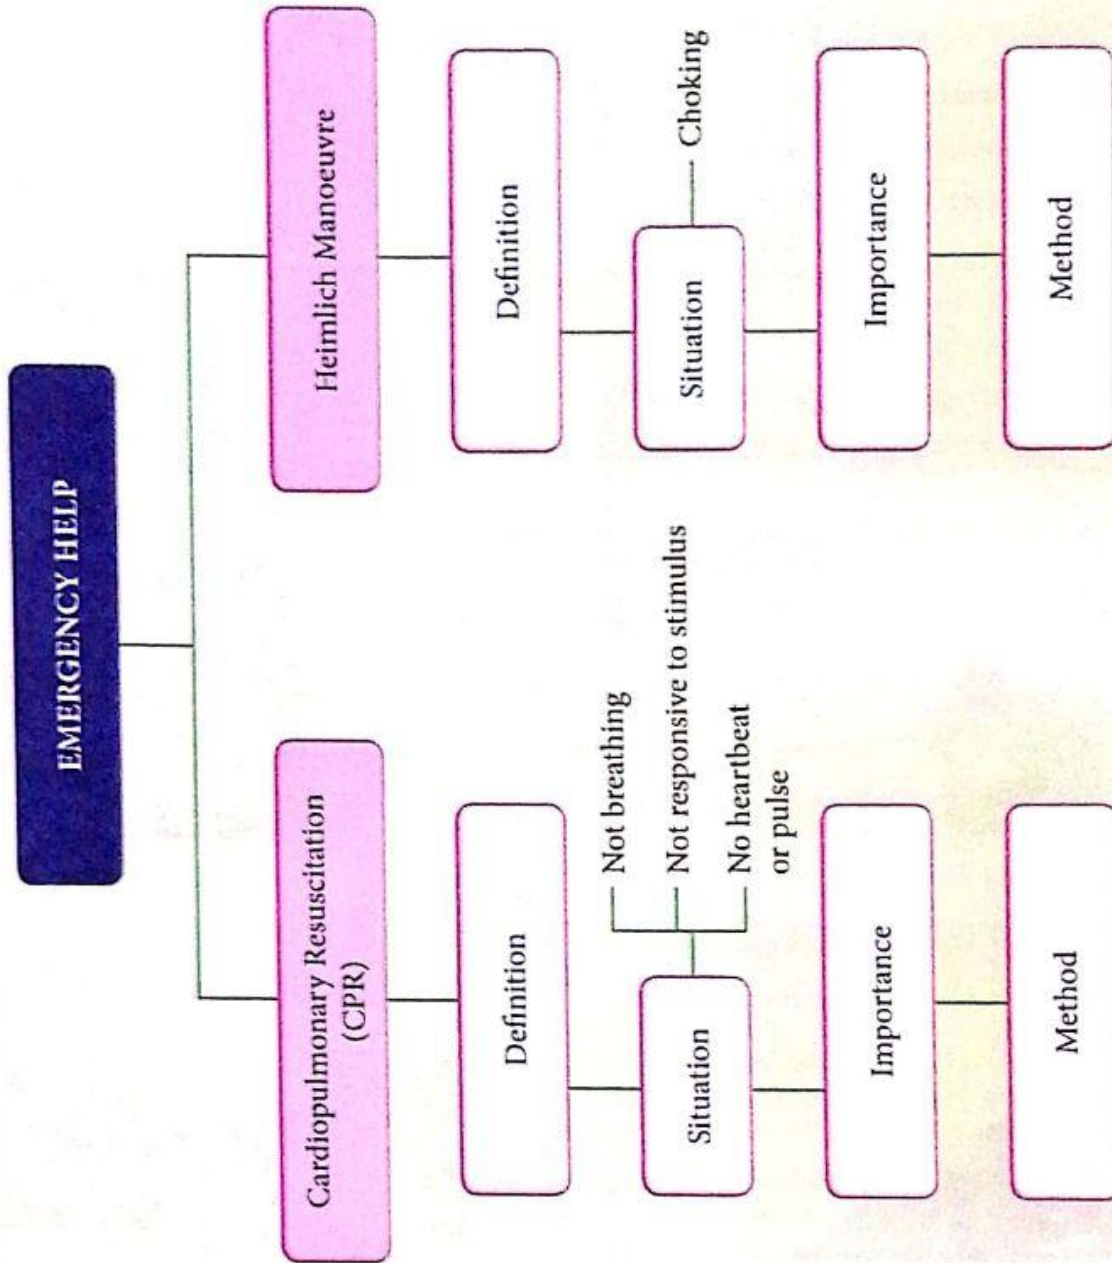 EMERGENCY HELP
Cardiopulmonary Resuscitation
(CPR)
Definition
Situation
Not breathing
Not responsive to stimulus
No heartbeat
or pulse
Importance
Method
Heimlich Manoeuvre
Definition
Situation
Choking
Importance
Method